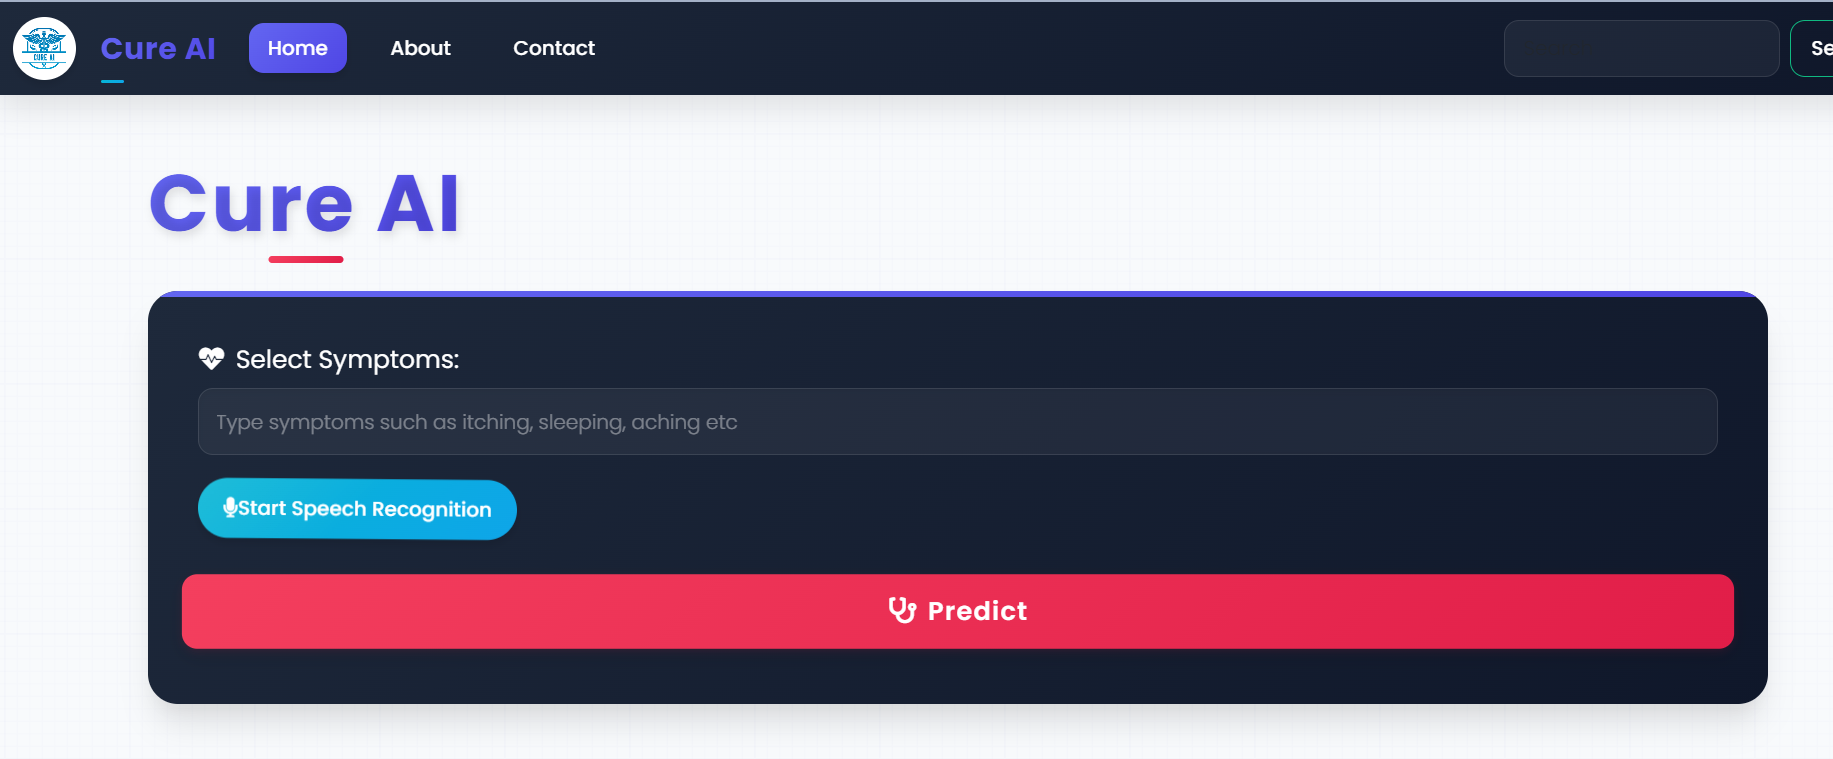 CURE AI
Cure AI
Home
About
Contact
Se
Cure AI
Select Symptoms:
Type symptoms such as itching, sleeping, aching etc
Start Speech Recognition
Predict